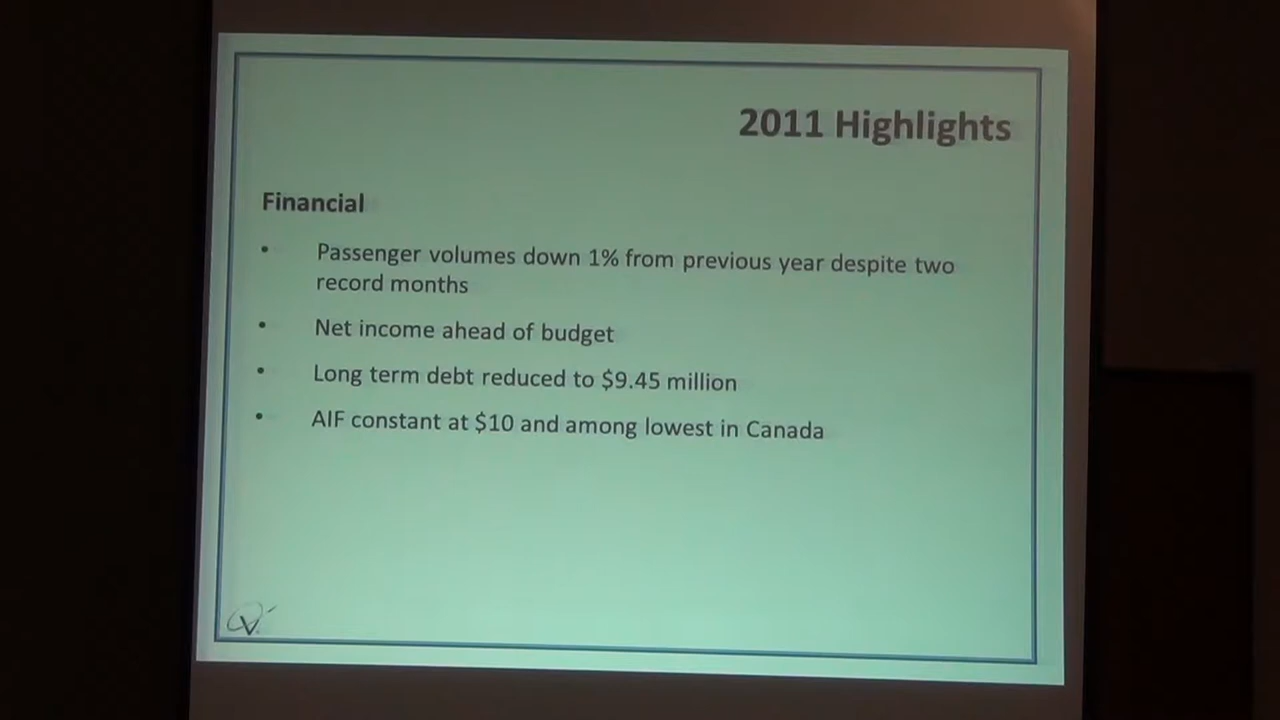 2011 Highlights
Financial
• Passenger volumes down 1% from previous year despite two
record months
• Net income ahead of budget
• Long term debt reduced to $9.45 million
• AIF constant at $10 and among lowest in Canada